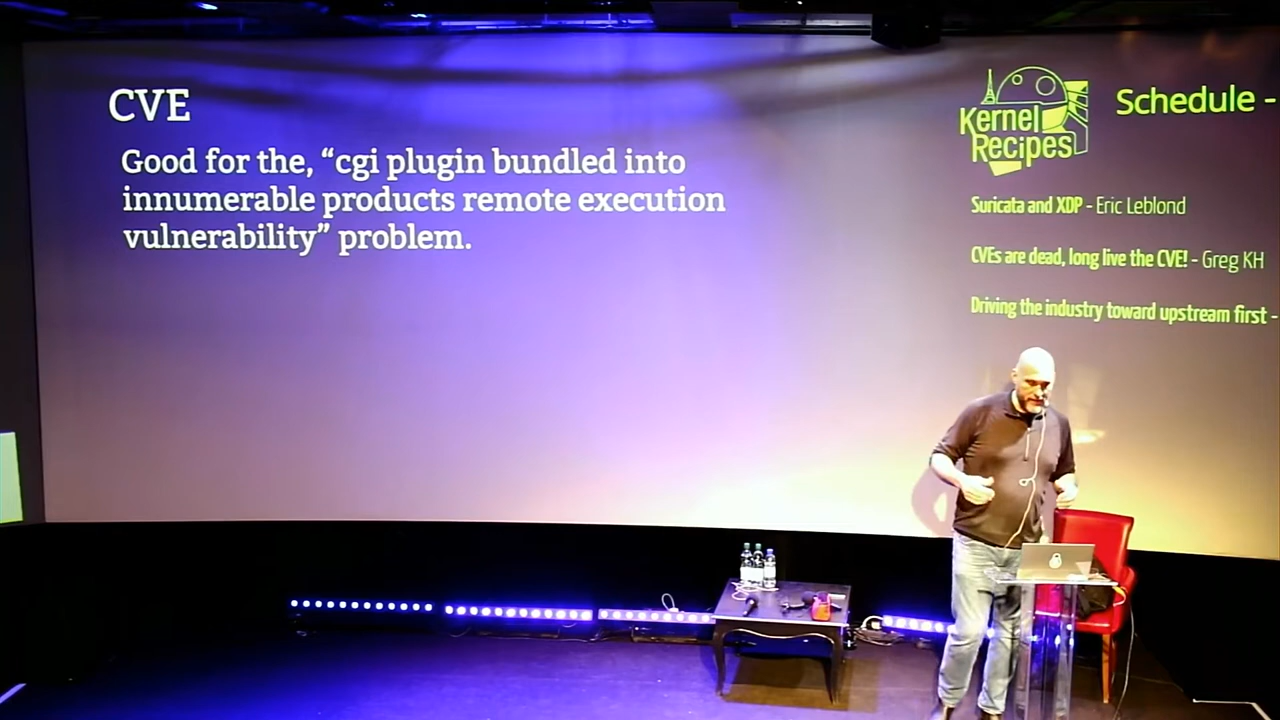 CVE
Good for the, “cgi plugin bundled into
innumerable products remote execution
vulnerability” problem.
Kernel
Recipes
Schedule -
Suricata and XDP - Eric Leblond
CVEs are dead, long live the CVE! - Greg KH
Driving the industry toward upstream first -